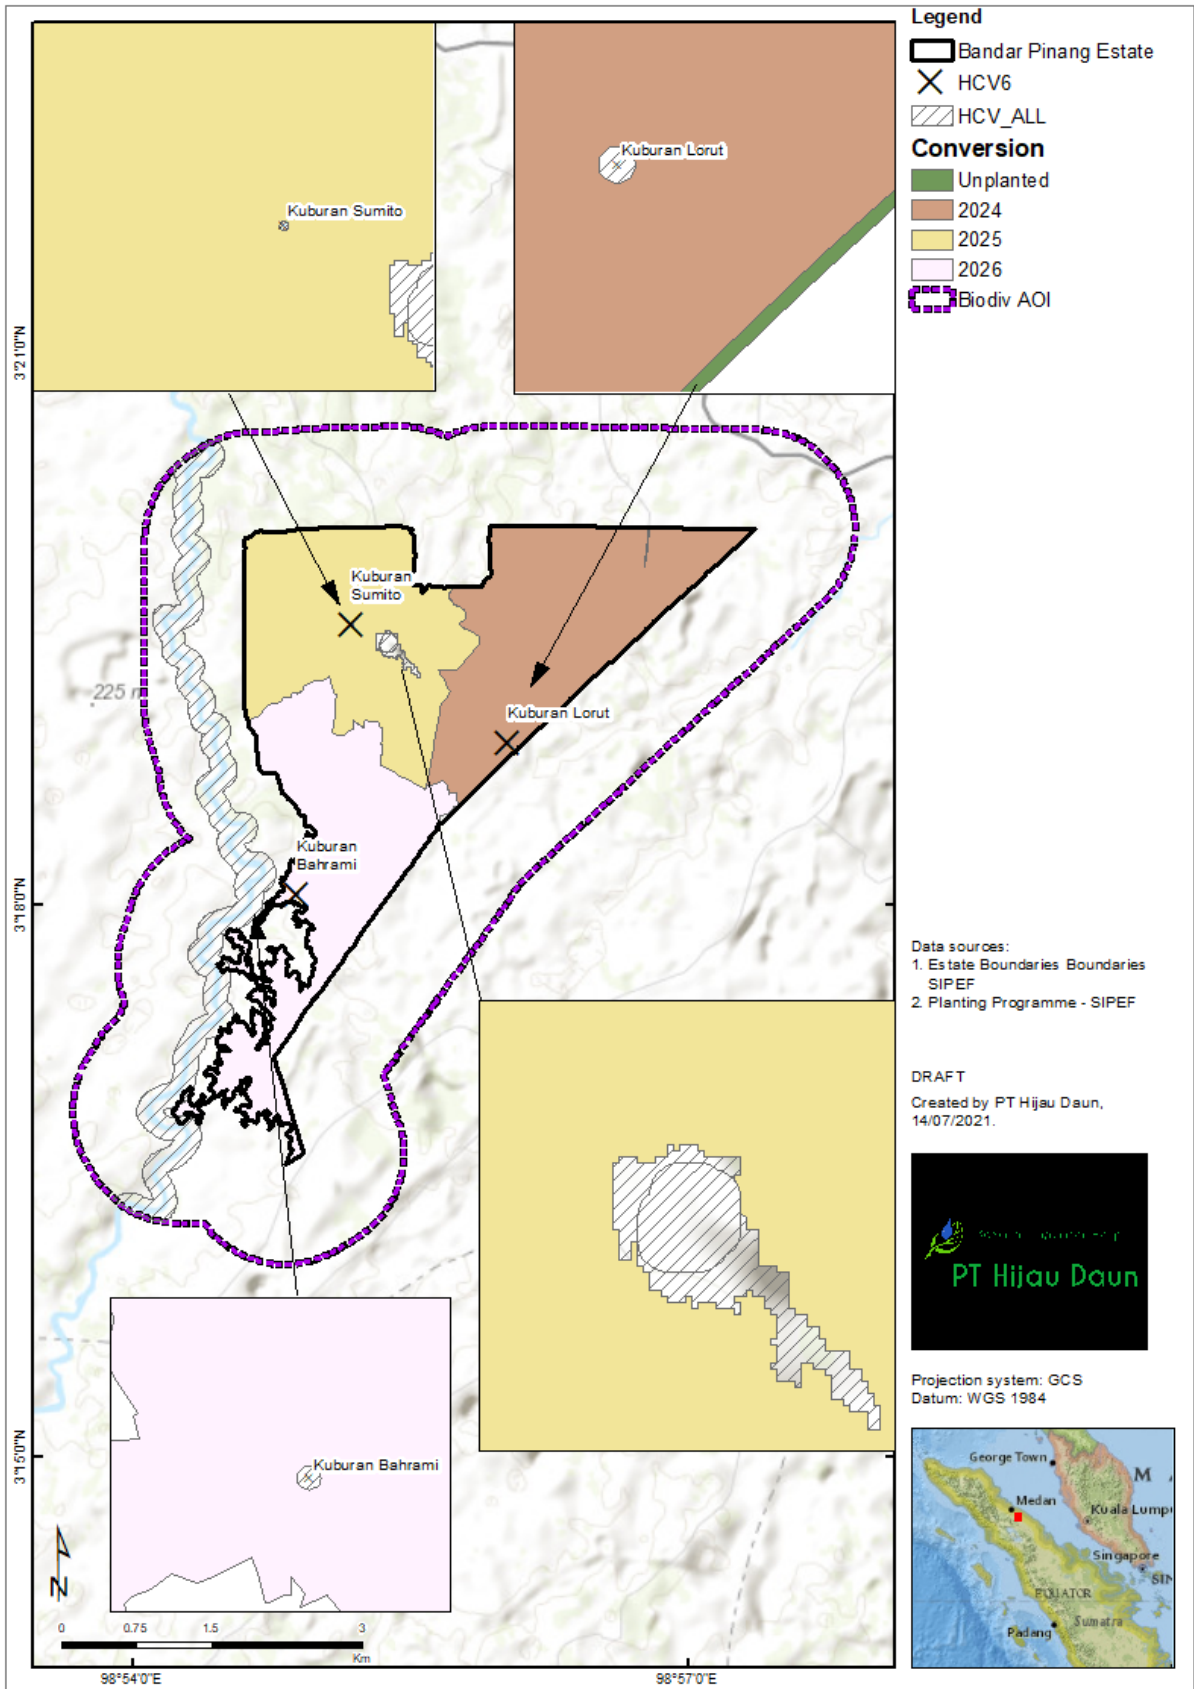 Legend
Bandar Pinang Estate
HCV6
HCV_ALL
Conversion
Unplanted
2024
2025
2026
Biodiv AOI
Kuburan Sumito
Kuburan Lorut
3°21'0"N
Kuburan
Sumito
225 m
Kuburan Lorut
Kuburan
Bahrami
3°18'0"N
Data sources:
1. Estate Boundaries Boundaries
SIPEF
2. Planting Programme - SIPEF
DRAFT
Created by PT Hijau Daun,
14/07/2021.
PT Hijau Daun
Projection system: GCS
Datum: WGS 1984
3°15'0"N
Kuburan Bahrami
N
0 0.75 1.5 3
Km
98°54'0"E
98°57'0"E
George Town
M
Medan
Kuala Lump
Singapore
SIN
EQUATOR
Sumatra
Padang